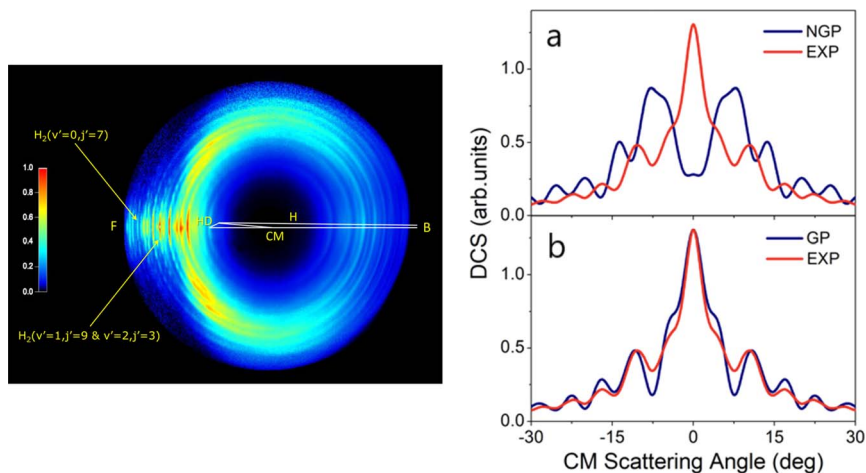 H₂(v'=0,j'=7)
1.0
0.8
0.6
0.4
0.2
0.0
F
HD
H
CM
B
H₂(v'=1,j'=9 & v'=2,j'=3)
a
NGP
EXP
1.0
0.5
0.0
b
GP
EXP
1.0
0.5
0.0
DCS (arb.units)
-30
-15
0
15
30
CM Scattering Angle (deg)